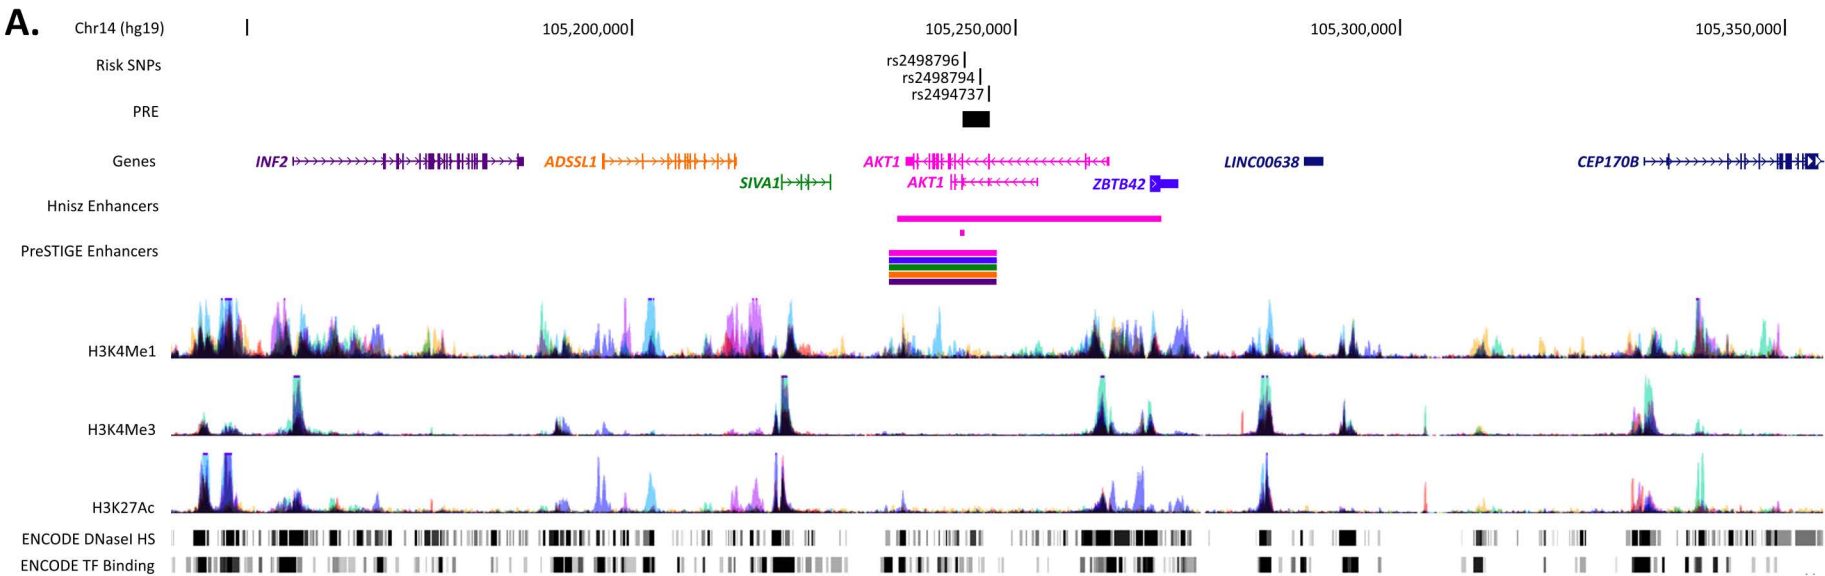 A.
Chr14 (hg19) 105,200,000 105,250,000 105,300,000 105,350,000
Risk SNPs rs2498796
rs2498794
rs2494737
PRE
Genes INF2 ADSSL1 AKT1 LINC00638 CEP170B
SIVA1 AKT1 ZBTB42
Hnisz Enhancers
PreSTIGE Enhancers
H3K4Me1
H3K4Me3
H3K27Ac
ENCODE DNaseI HS
ENCODE TF Binding